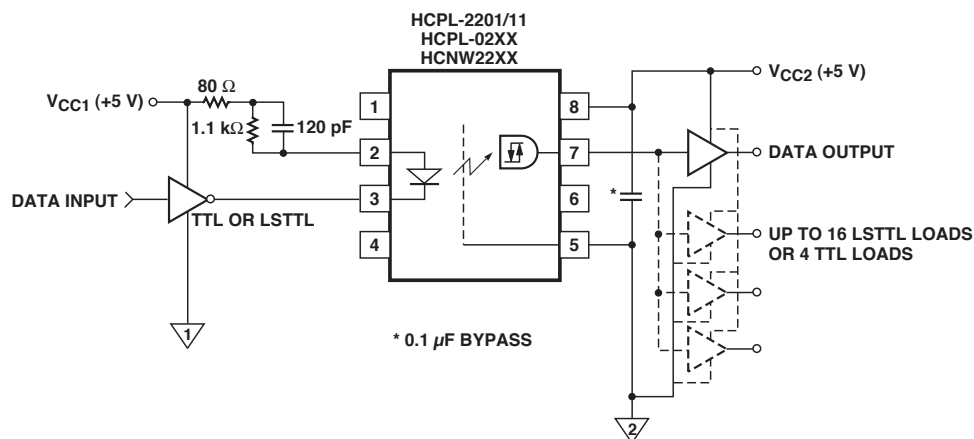 HCPL-2201/11
HCPL-02XX
HCNW22XX
VCC1 (+5 V)
80 Ω
1.1 kΩ
120 pF
1
2
3
4
8
7
6
5
VCC2 (+5 V)
DATA OUTPUT
DATA INPUT
TTL OR LSTTL
*
UP TO 16 LSTTL LOADS
OR 4 TTL LOADS
1
* 0.1 µF BYPASS
2